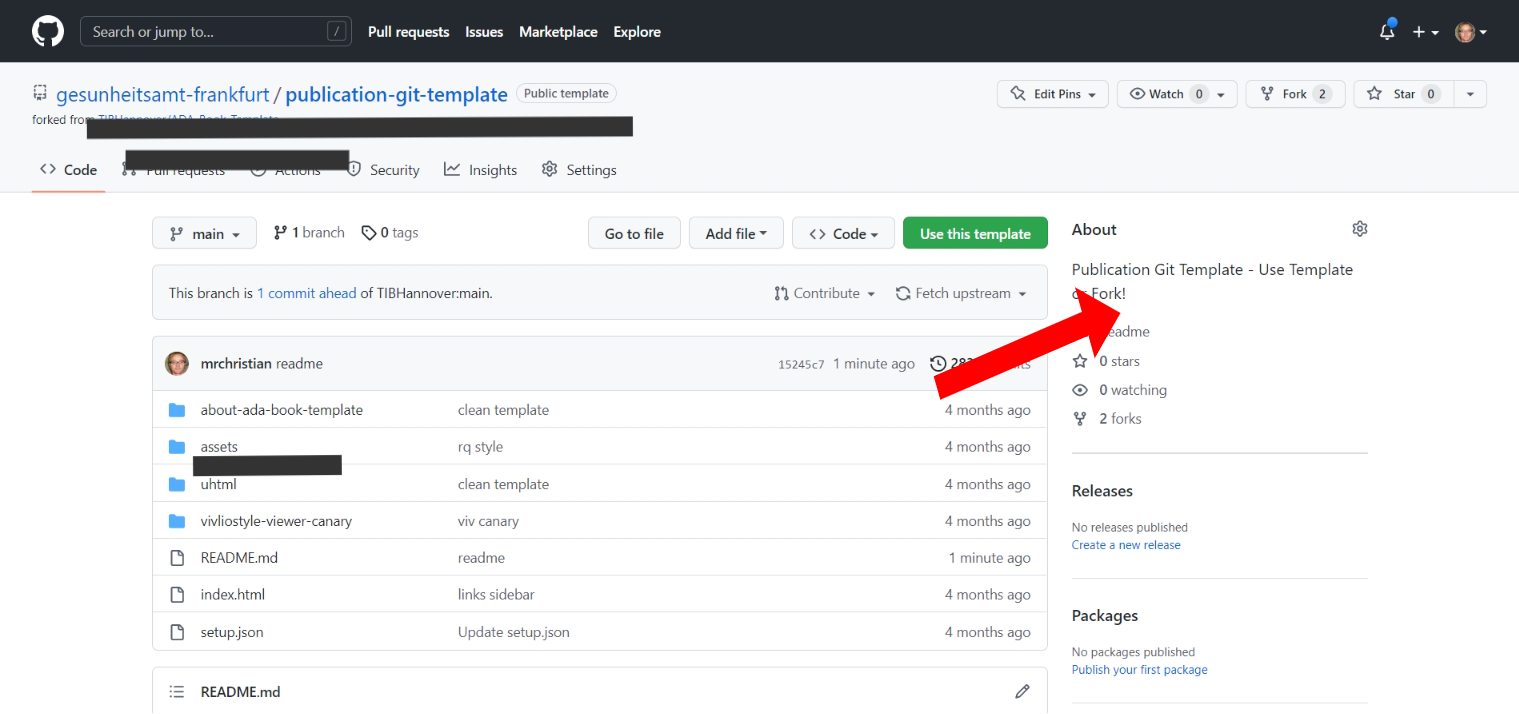 Search or jump to... /
Pull requests Issues Marketplace Explore
gesunheitsamt-frankfurt / publication-git-template Public template
Edit Pins Watch 0 Fork 2 Star 0
forked from TIBHannover/ADA-Book-Template
Code Pull requests Actions Security Insights Settings
main 1 branch 0 tags Go to file Add file Code Use this template
This branch is 1 commit ahead of TIBHannover:main. Contribute Fetch upstream
mrchristian readme 15245c7 1 minute ago
about-ada-book-template clean template 4 months ago
assets rq style 4 months ago
uhtml clean template 4 months ago
vivliostyle-viewer-canary viv canary 4 months ago
README.md readme 1 minute ago
index.html links sidebar 4 months ago
setup.json Update setup.json 4 months ago
README.md
About
Publication Git Template - Use Template
Fork!
0 stars
0 watching
2 forks
Releases
No releases published
Create a new release
Packages
No packages published
Publish your first package